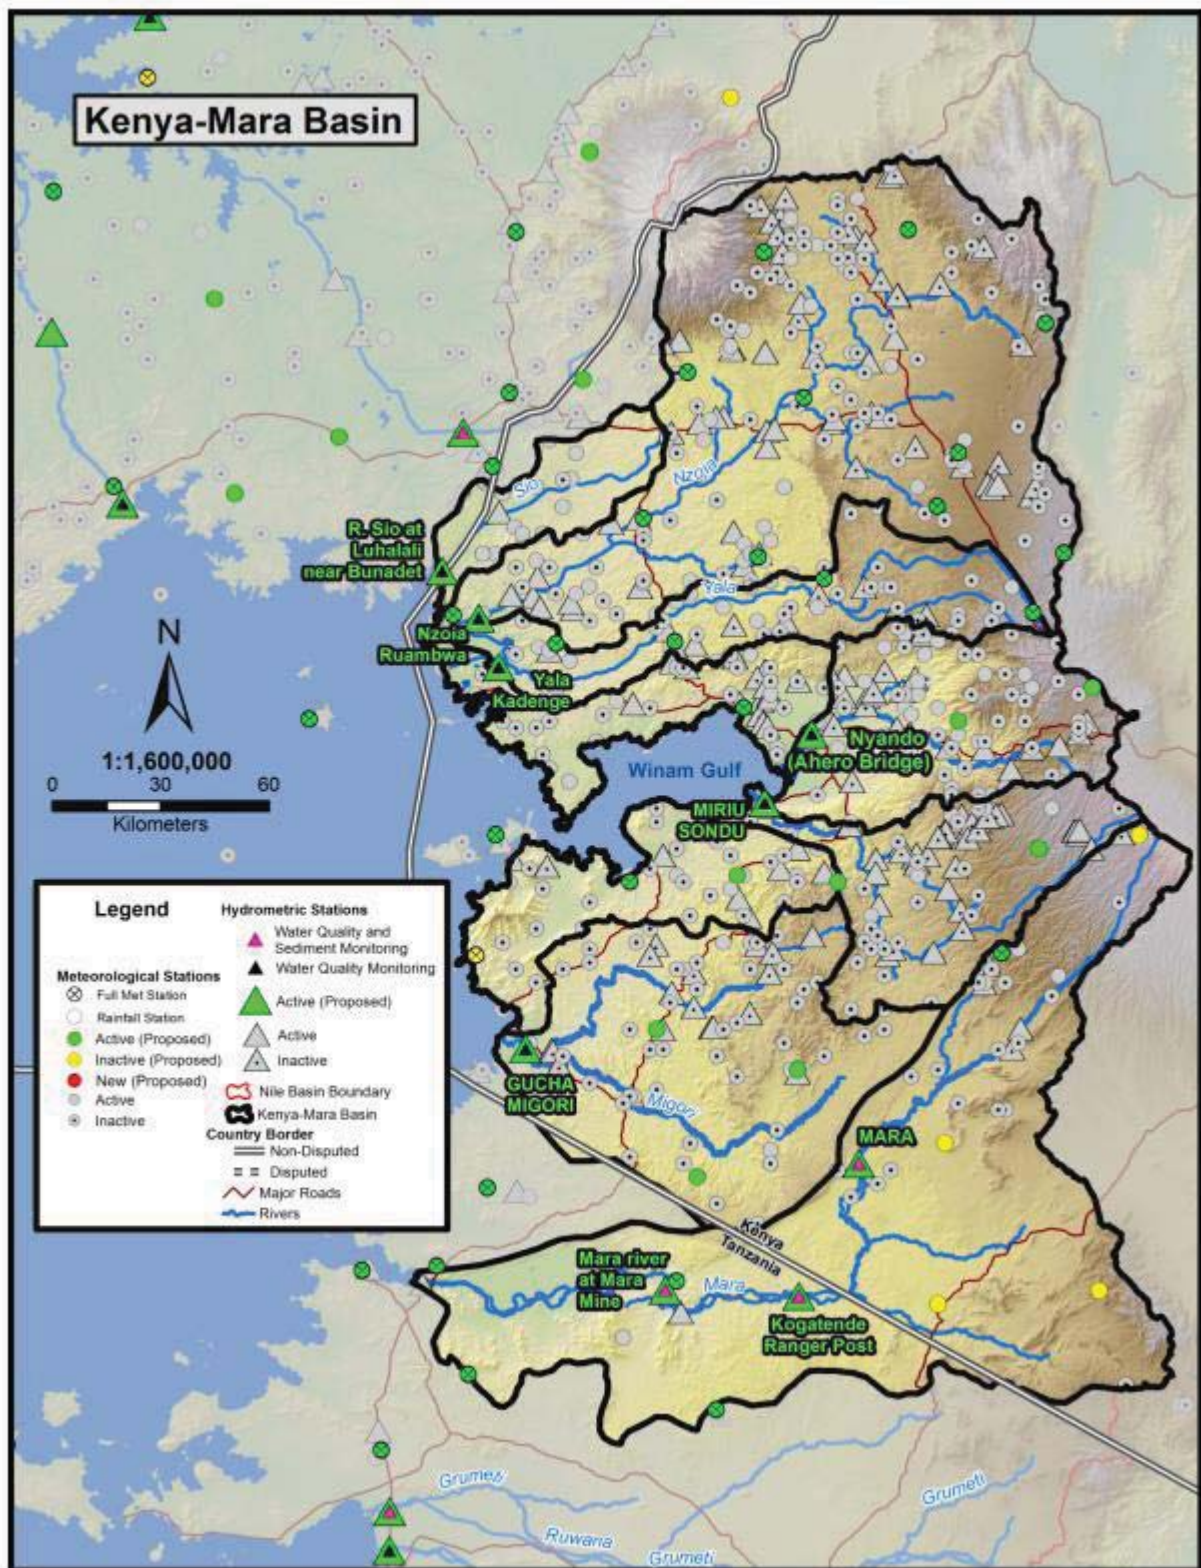 Kenya-Mara Basin
Sio
Nzoia
R. Sio at
Luhalali
near Bunadet
Yala
N
Nzoia
Ruambwa
Yala
Kadenge
1:1,600,000
0 30 60
Kilometers
Winam Gulf
Nyando
(Ahero Bridge)
MIRIU
SONDU
Legend
Meteorological Stations
Full Met Station
Rainfall Station
Active (Proposed)
Inactive (Proposed)
New (Proposed)
Active
Inactive
Hydrometric Stations
Water Quality and
Sediment Monitoring
Water Quality Monitoring
Active (Proposed)
Active
Inactive
Nile Basin Boundary
Kenya-Mara Basin
Country Border
Non-Disputed
Disputed
Major Roads
Rivers
GUCHA
MIGORI
Migori
MARA
Kenya
Tanzania
Mara river
at Mara
Mine
Mara
Kogatende
Ranger Post
Grumeti
Grumeti
Ruwana
Grumeti